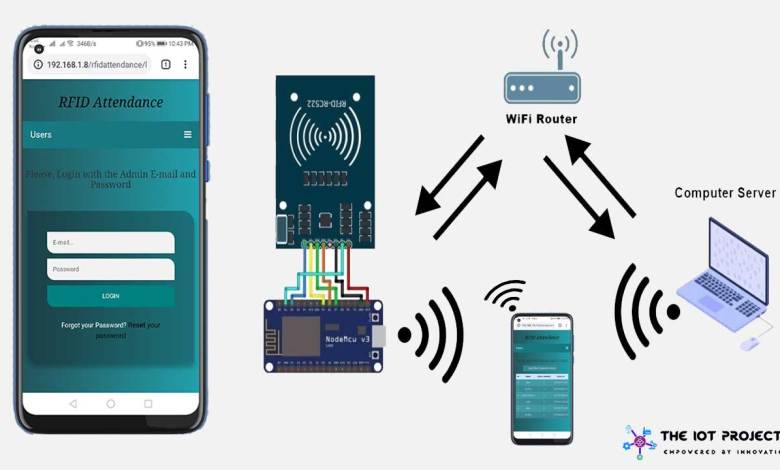 346B/s 95% 10:43 PM
192.168.1.8/rfidattendance/l
RFID Attendance
Users
Please, Login with the Admin E-mail and
Password
E-mail...
Password
LOGIN
Forgot your Password? Reset your
password
RFID-RC522
NodeMcu v3
WiFi Router
Computer Server
RFID Attendance
THE IOT PROJECT
EMPOWERED BY INNOVATI